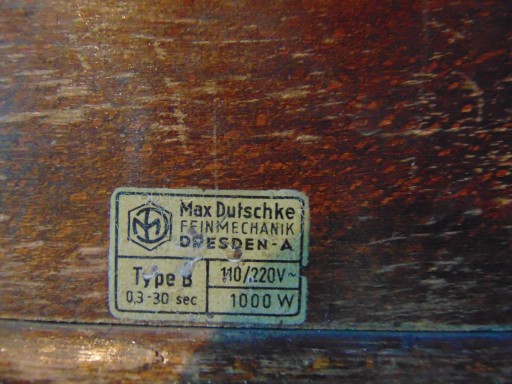 Max Dutschke
FEINMECHANIK
DRESDEN-A
Type B
0,3-30 sec
110/220V~
1000 W